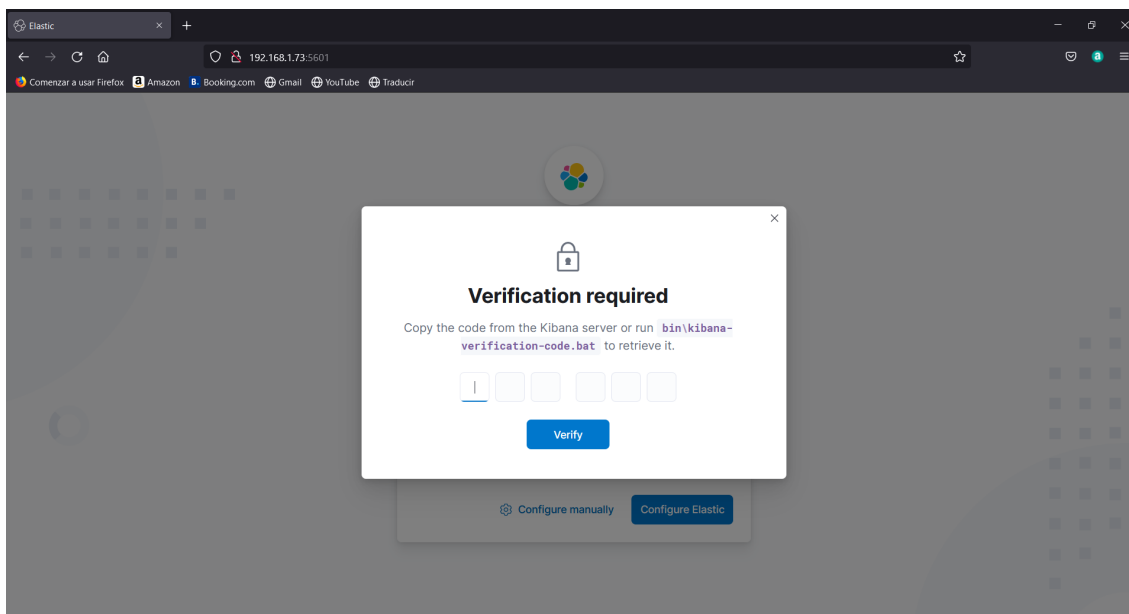 Elastic
192.168.1.73:5601
Comenzar a usar Firefox a Amazon B. Booking.com Gmail YouTube Traducir
a
Verification required
Copy the code from the Kibana server or run bin\kibana-
verification-code.bat to retrieve it.
Verify
Configure manually Configure Elastic